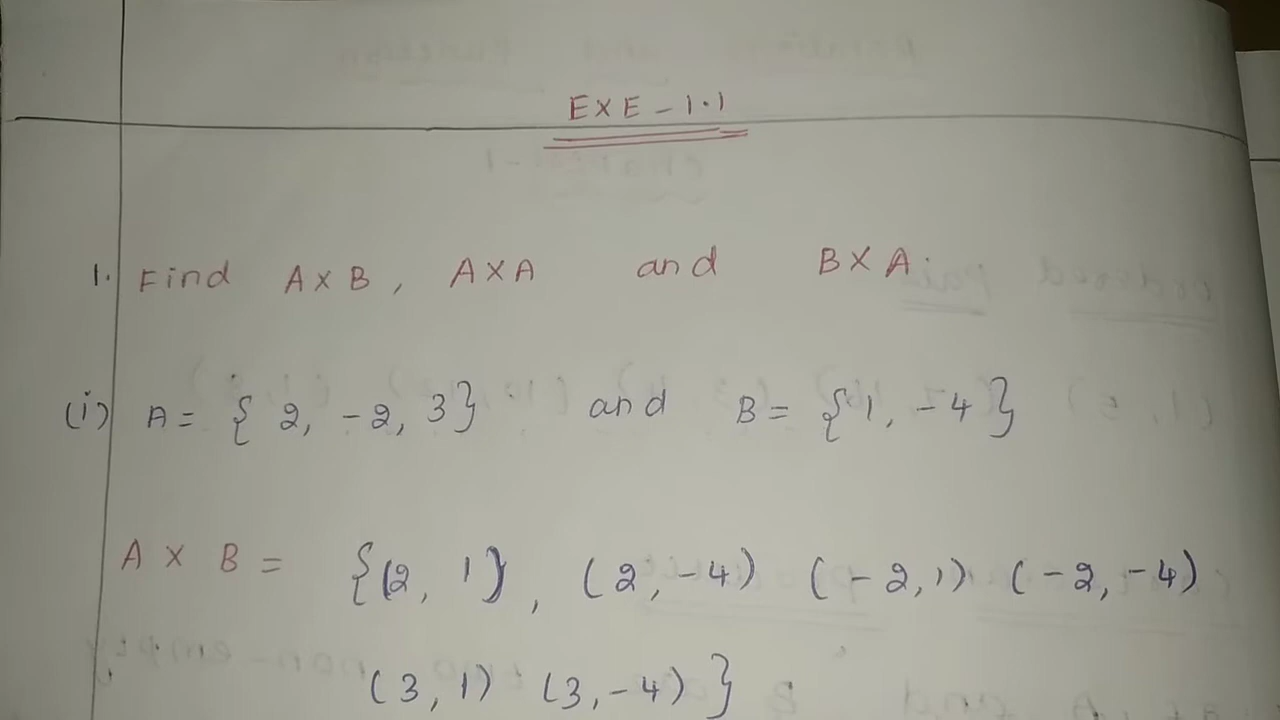 EXE - 1.1
1. Find A X B, A X A and B X A.
(i) A = { 2, -2, 3} and B = {1, -4}
A X B = {(2, 1), (2, -4) (-2, 1) (-2, -4)
(3, 1) (3, -4) }